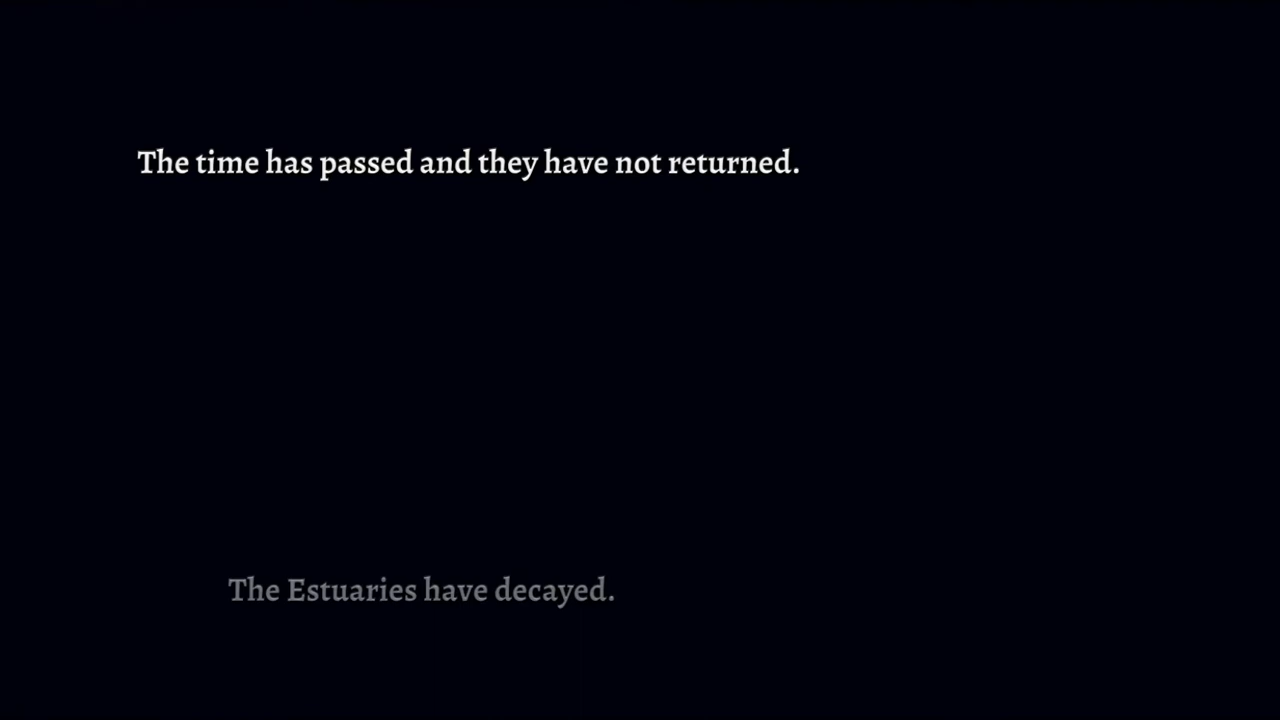 The time has passed and they have not returned.
The Estuaries have decayed.